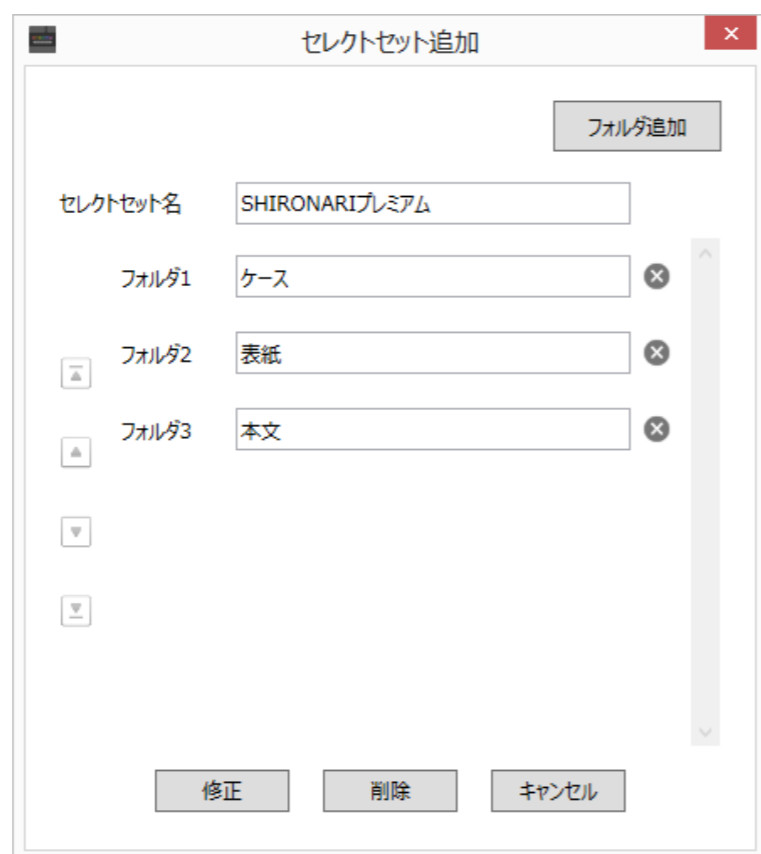 セレクトセット追加
フォルダ追加
セレクトセット名 SHIRONARIプレミアム
フォルダ1 ケース
フォルダ2 表紙
フォルダ3 本文
修正 削除 キャンセル